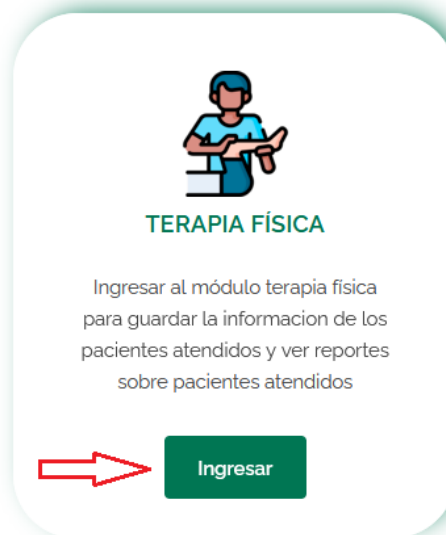 TERAPIA FÍSICA
Ingresar al módulo terapia física
para guardar la informacion de los
pacientes atendidos y ver reportes
sobre pacientes atendidos
Ingresar